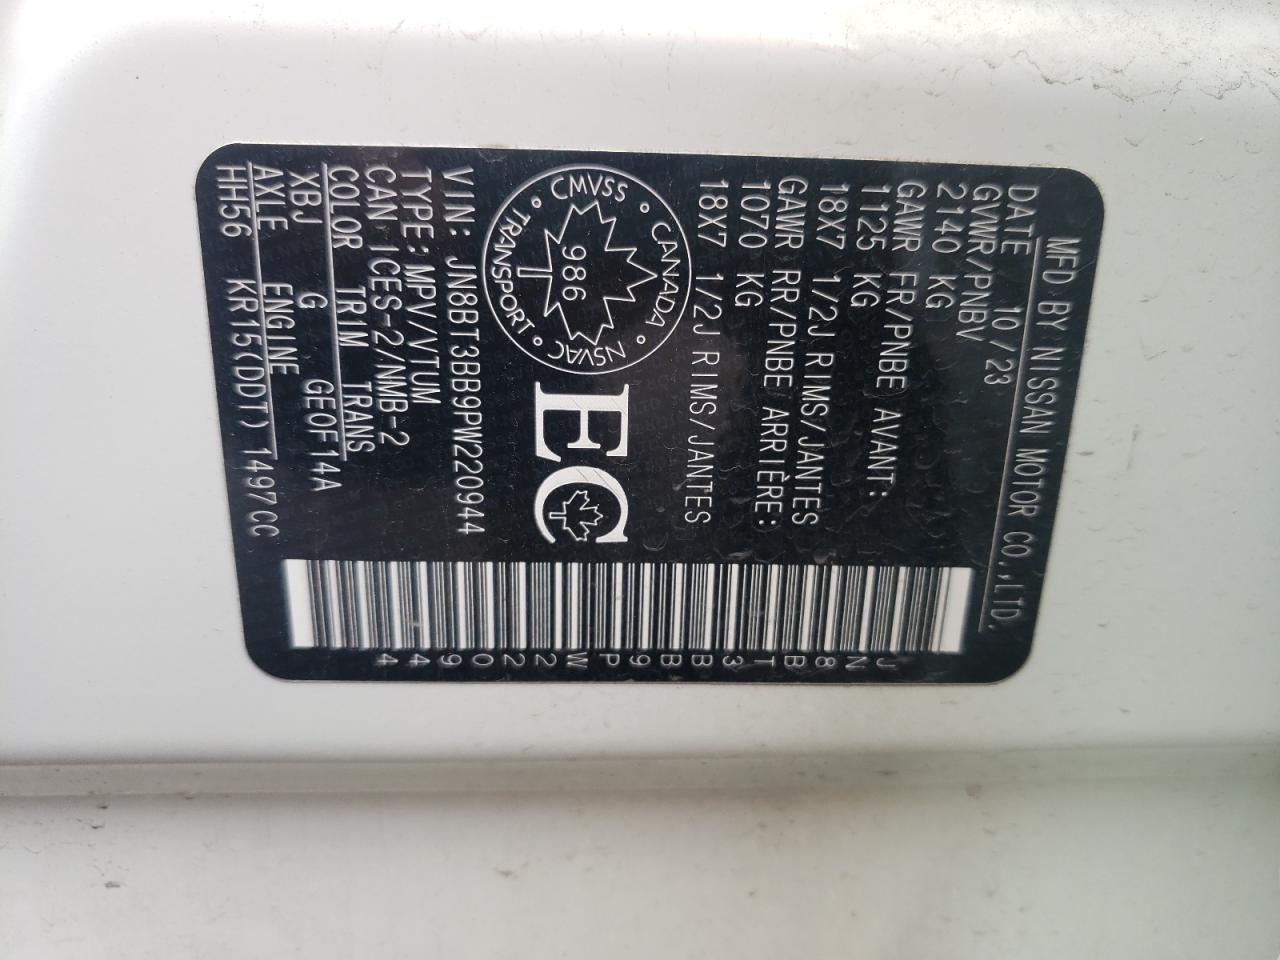 MFD BY NISSAN MOTOR CO.,LTD.
DATE 10/23
GVWR/PNBV
2140 KG
GAWR FR/PNBE AVANT:
1125 KG
18X7 1/2J RIMS/JANTES
GAWR RR/PNBE ARRIÈRE:
1070 KG
18X7 1/2J RIMS/JANTES
CANADA
CMVSS
TRANSPORT
NSVAC
986
EC
VIN: JN8BT3BB9PW220944
TYPE:MPV/VTUM
CAN ICES-2/NMB-2
COLOR TRIM TRANS
XBJ G GEOF14A
AXLE ENGINE
HH56 KR15(DDT) 1497CC
JN8BT3BB9PW220944